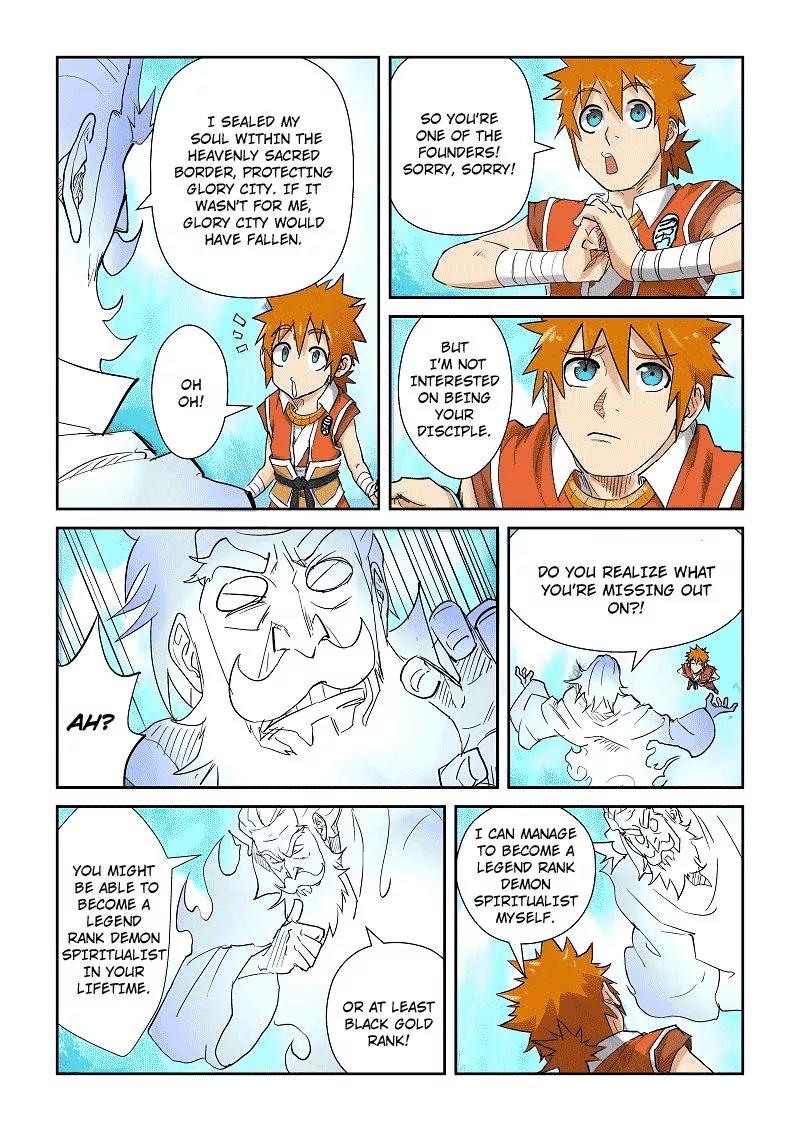 I SEALED MY
SOUL WITHIN THE
HEAVENLY SACRED
BORDER, PROTECTING
GLORY CITY. IF IT
WASN'T FOR ME,
GLORY CITY WOULD
HAVE FALLEN.
OH
OH!
SO YOU'RE
ONE OF THE
FOUNDERS!
SORRY, SORRY!
BUT
I'M NOT
INTERESTED
ON BEING
YOUR
DISCIPLE.
AH?
DO YOU REALIZE WHAT
YOU'RE MISSING OUT
ON?!
YOU MIGHT
BE ABLE TO
BECOME A
LEGEND
RANK DEMON
SPIRITUALIST
IN YOUR
LIFETIME.
OR AT LEAST
BLACK GOLD
RANK!
I CAN MANAGE
TO BECOME A
LEGEND RANK
DEMON
SPIRITUALIST
MYSELF.